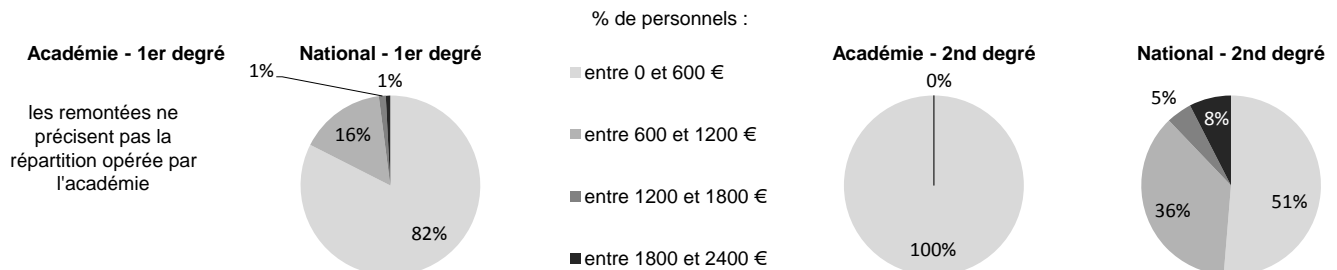 % de personnels :
Académie - 1er degré
National - 1er degré
Académie - 2nd degré
National - 2nd degré
les remontées ne
précisent pas la
répartition opérée par
l'académie
1%
1%
16%
82%
entre 0 et 600 €
entre 600 et 1200 €
entre 1200 et 1800 €
entre 1800 et 2400 €
0%
100%
5%
8%
36%
51%